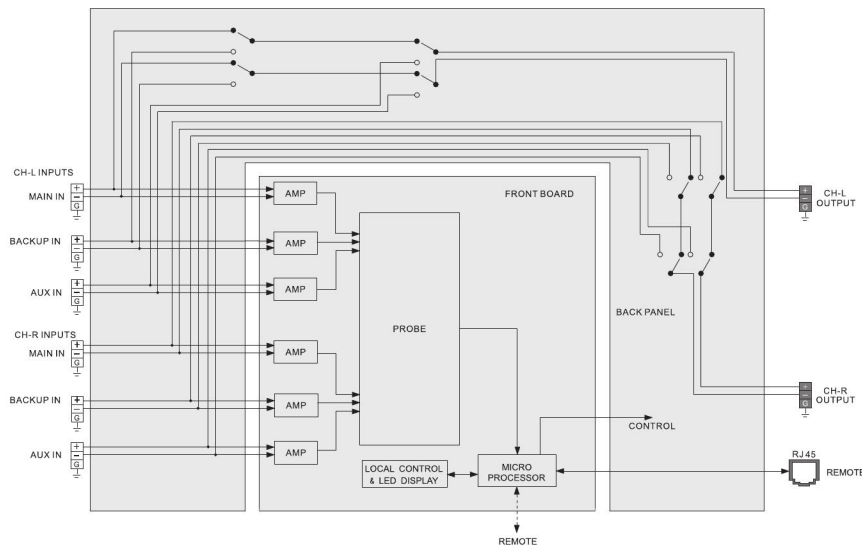 CH-L INPUTS
+
MAIN IN
−
G
BACKUP IN
+
−
G
AUX IN
+
−
G
CH-R INPUTS
+
MAIN IN
−
G
BACKUP IN
+
−
G
AUX IN
+
−
G
AMP
AMP
AMP
AMP
AMP
AMP
FRONT BOARD
PROBE
LOCAL CONTROL
& LED DISPLAY
MICRO
PROCESSOR
REMOTE
BACK PANEL
CONTROL
+
−
G
CH-L
OUTPUT
+
−
G
CH-R
OUTPUT
RJ45
REMOTE